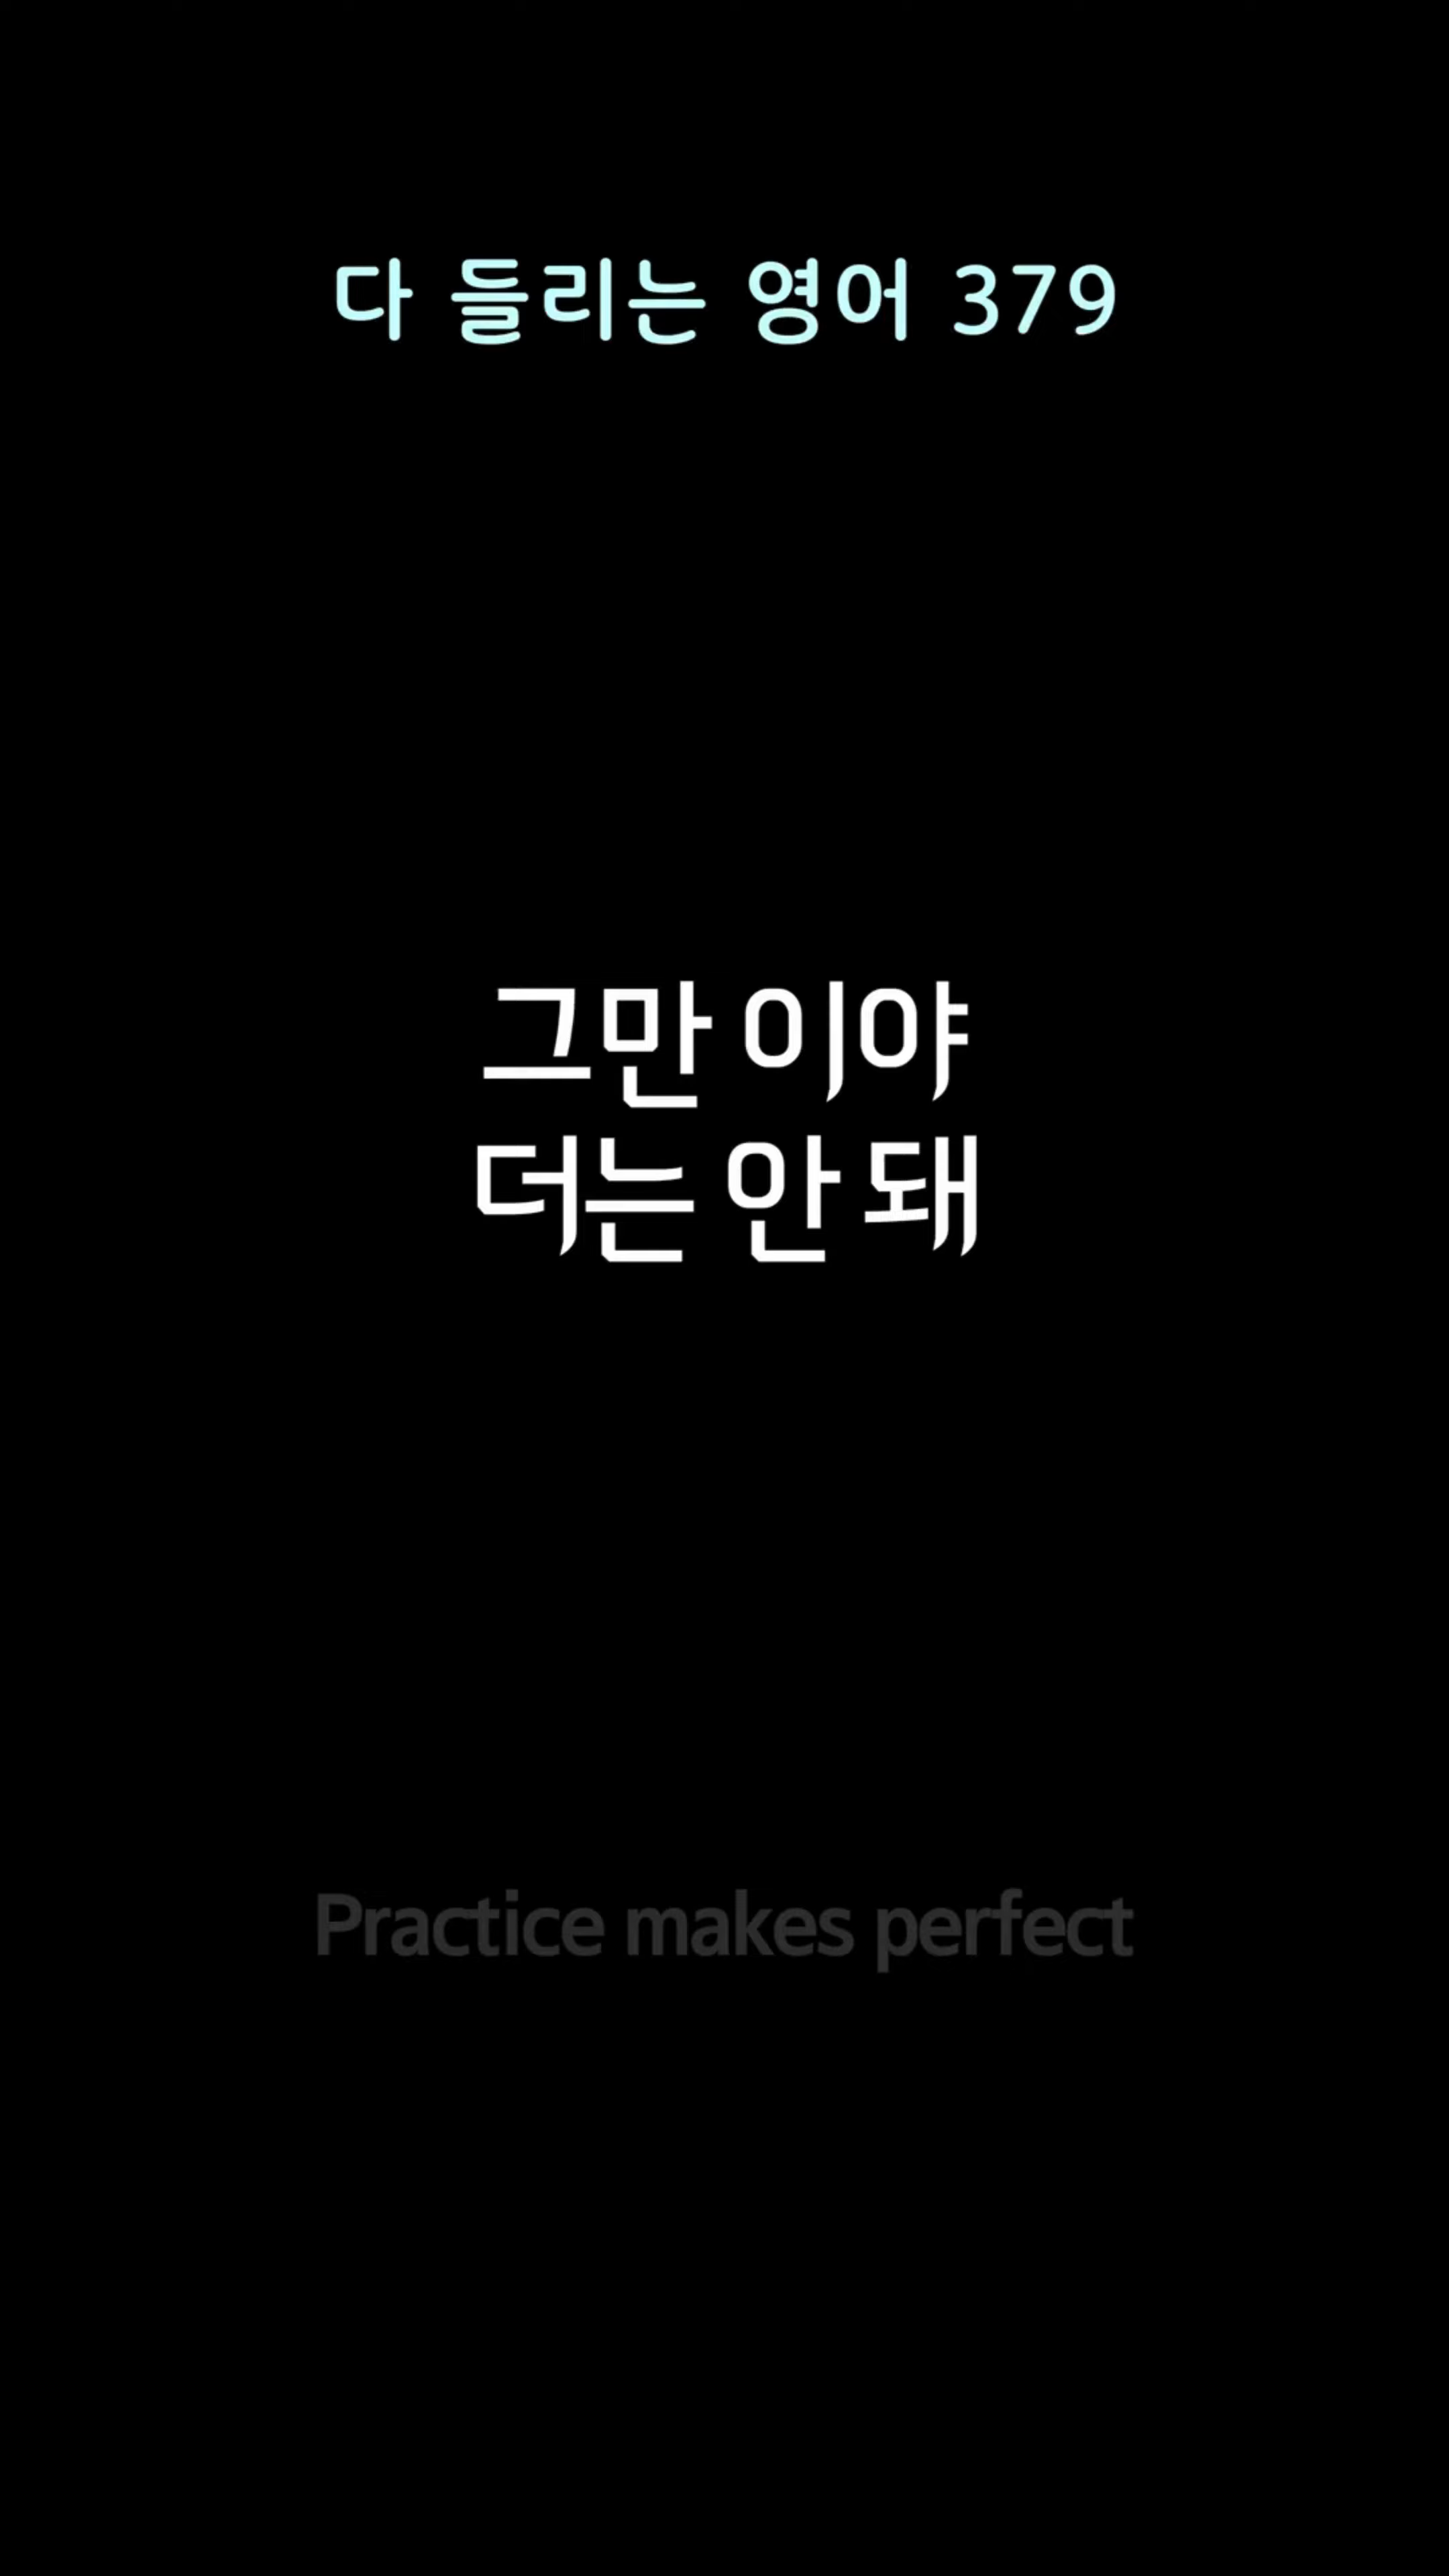 다 들리는 영어 379
그만 이야
더는 안 돼
Practice makes perfect